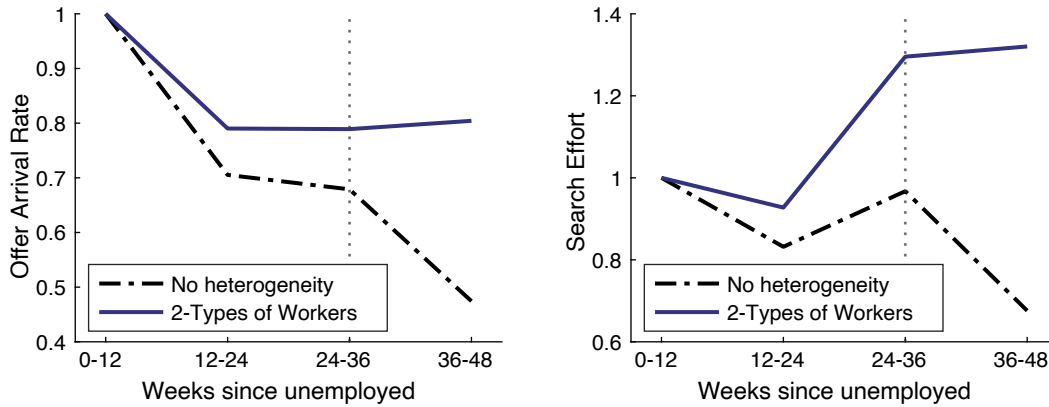 1
0.9
0.8
0.7
0.6
0.5
0.4
Offer Arrival Rate
No heterogeneity
2-Types of Workers
0-12 12-24 24-36 36-48
Weeks since unemployed
1.4
1.2
1
0.8
0.6
Search Effort
No heterogeneity
2-Types of Workers
0-12 12-24 24-36 36-48
Weeks since unemployed